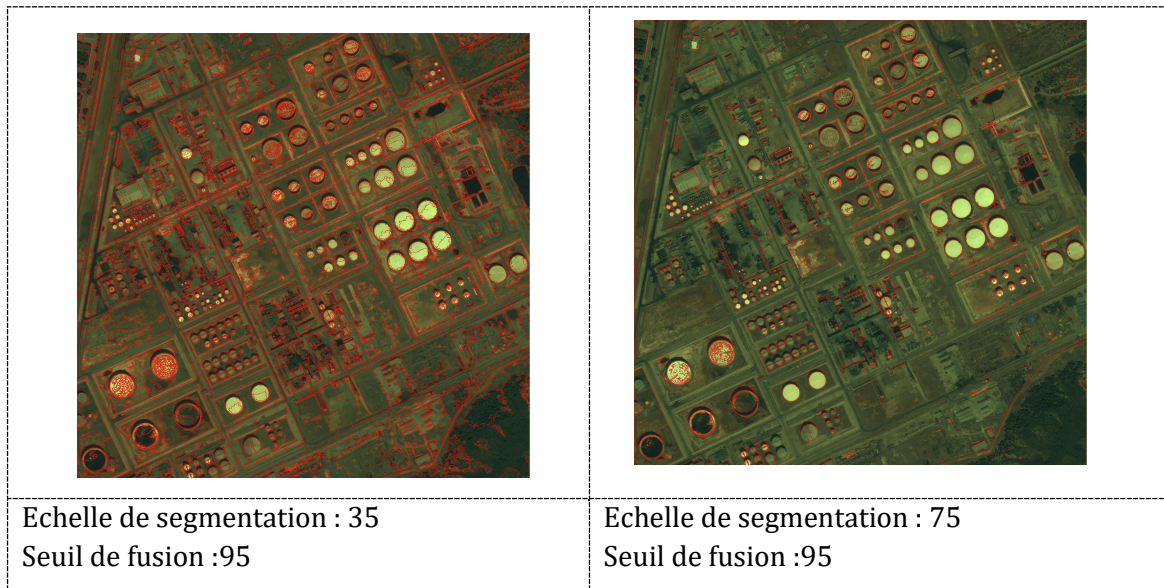 Echelle de segmentation : 35
Seuil de fusion :95
Echelle de segmentation : 75
Seuil de fusion :95